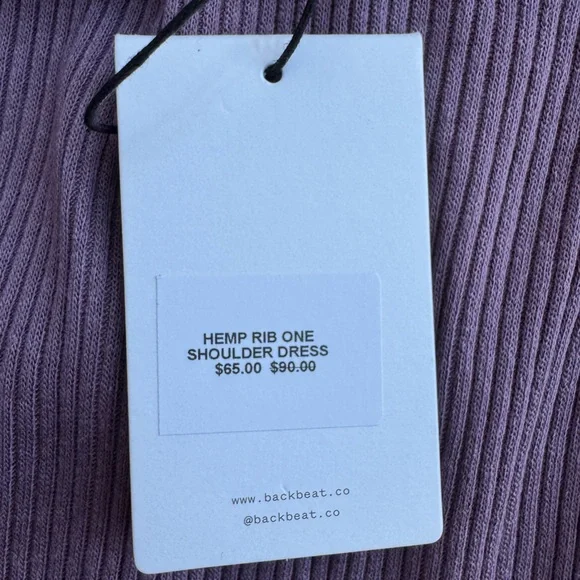 HEMP RIB ONE
SHOULDER DRESS
$65.00 $90.00
www.backbeat.co
@backbeat.co